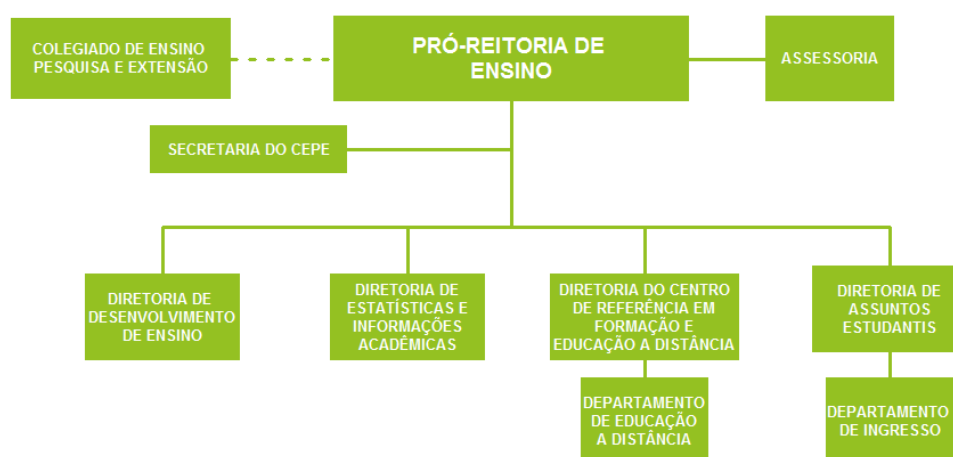 COLEGIADO DE ENSINO
PESQUISA E EXTENSÃO
PRÓ-REITORIA DE
ENSINO
ASSESSORIA
SECRETARIA DO CEPE
DIRETORIA DE
DESENVOLVIMENTO
DE ENSINO
DIRETORIA DE
ESTATÍSTICAS E
INFORMAÇÕES
ACADÊMICAS
DIRETORIA DO CENTRO
DE REFERÊNCIA EM
FORMAÇÃO E
EDUCAÇÃO A DISTÂNCIA
DIRETORIA DE
ASSUNTOS
ESTUDANTIS
DEPARTAMENTO
DE EDUCAÇÃO
A DISTÂNCIA
DEPARTAMENTO
DE INGRESSO